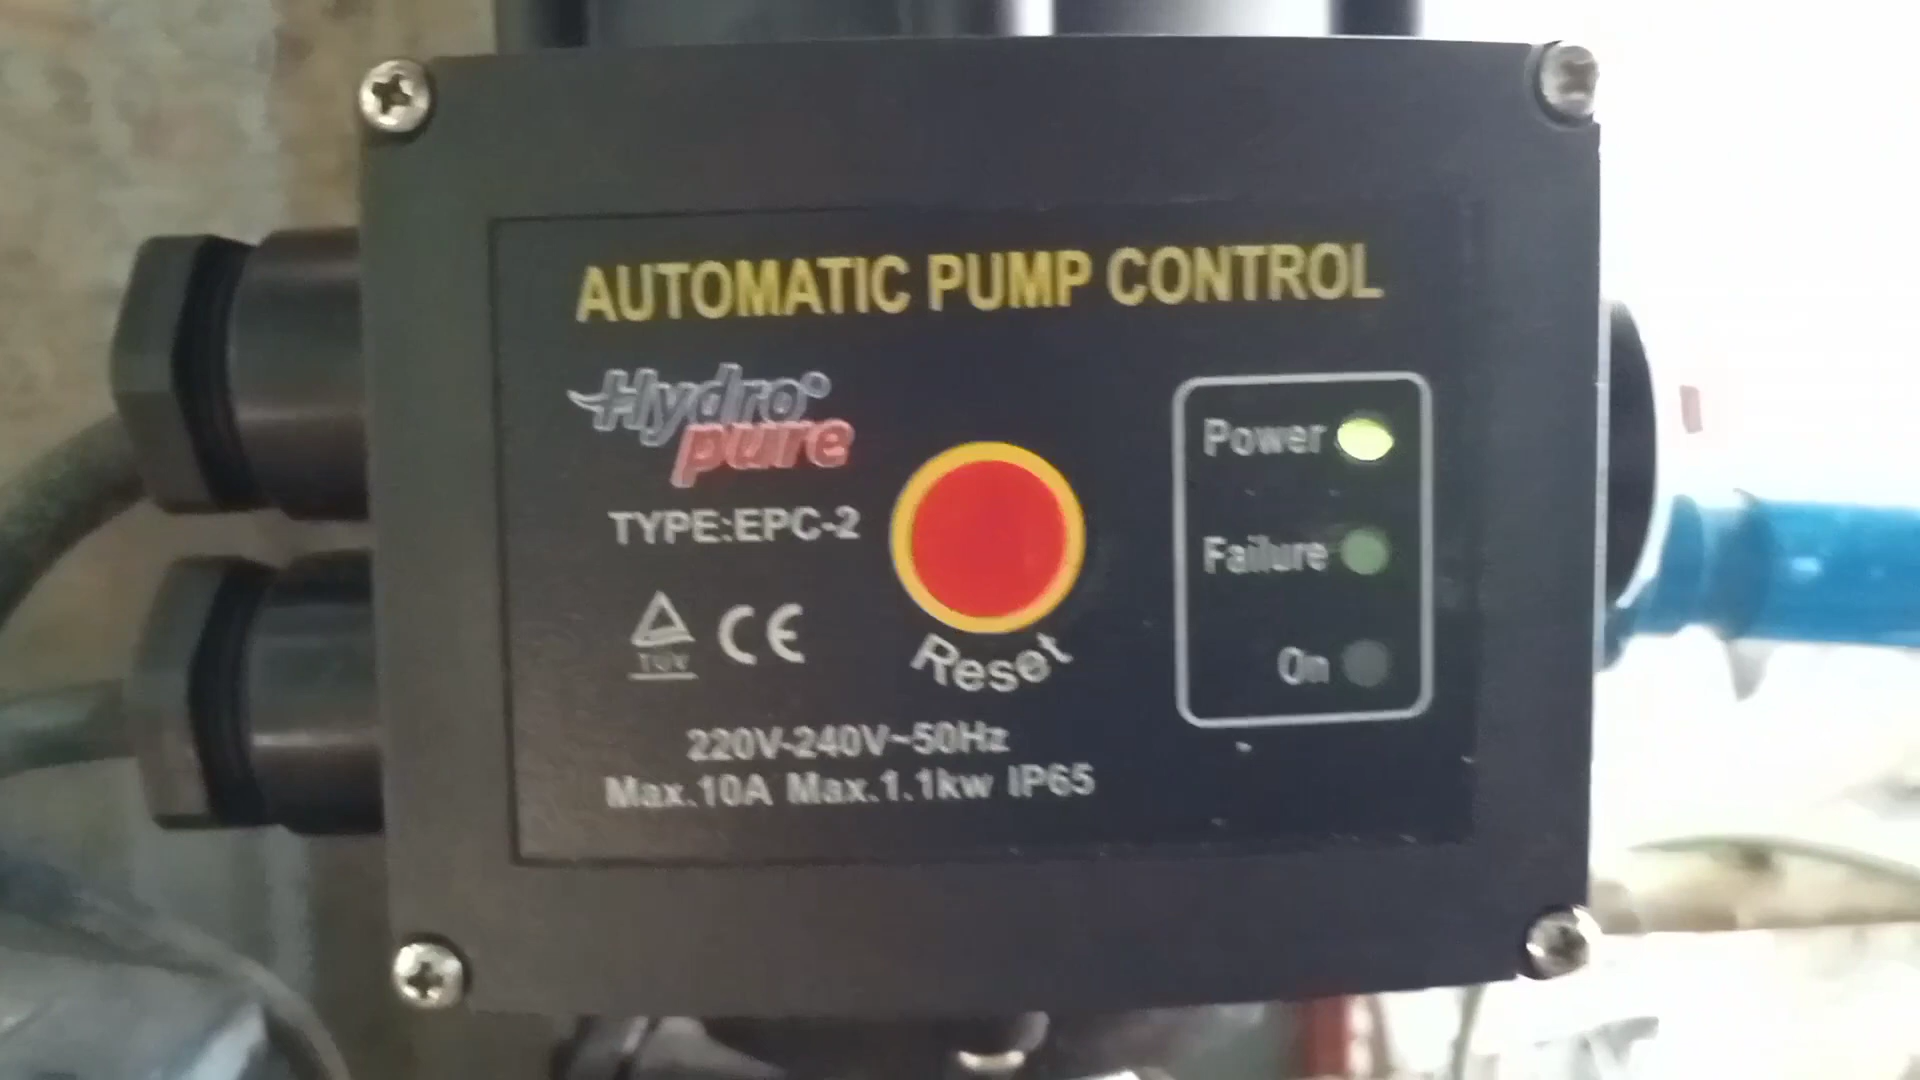 AUTOMATIC PUMP CONTROL
Hydro
pure
TYPE:EPC-2
TUV CE
Reset
Power
Failure
On
220V-240V~50Hz
Max.10A Max.1.1kw IP65